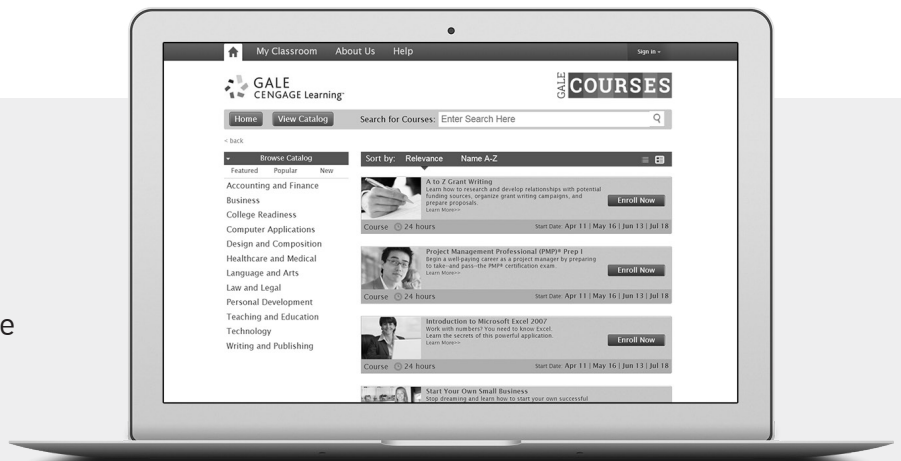 My Classroom About Us Help Sign in
GALE
CENGAGE Learning
GALE COURSES
Home View Catalog Search for Courses: Enter Search Here
< back
Browse Catalog
Featured Popular New
Accounting and Finance
Business
College Readiness
Computer Applications
Design and Composition
Healthcare and Medical
Language and Arts
Law and Legal
Personal Development
Teaching and Education
Technology
Writing and Publishing
Sort by: Relevance Name A-Z
A to Z Grant Writing
Learn how to research and develop relationships with potential
funding sources, organize grant writing campaigns, and
prepare proposals.
Learn More>>
Enroll Now
Course 24 hours Start Date: Apr 11 | May 16 | Jun 13 | Jul 18
Project Management Professional (PMP)® Prep I
Begin a well-paying career as a project manager by preparing
to take–and pass–the PMP® certification exam.
Learn More>>
Enroll Now
Course 24 hours Start Date: Apr 11 | May 16 | Jun 13 | Jul 18
Introduction to Microsoft Excel 2007
Work with numbers? You need to know Excel.
Learn the secrets of this powerful application.
Learn More>>
Enroll Now
Course 24 hours Start Date: Apr 11 | May 16 | Jun 13 | Jul 18
Start Your Own Small Business
Stop dreaming and learn how to start your own successful